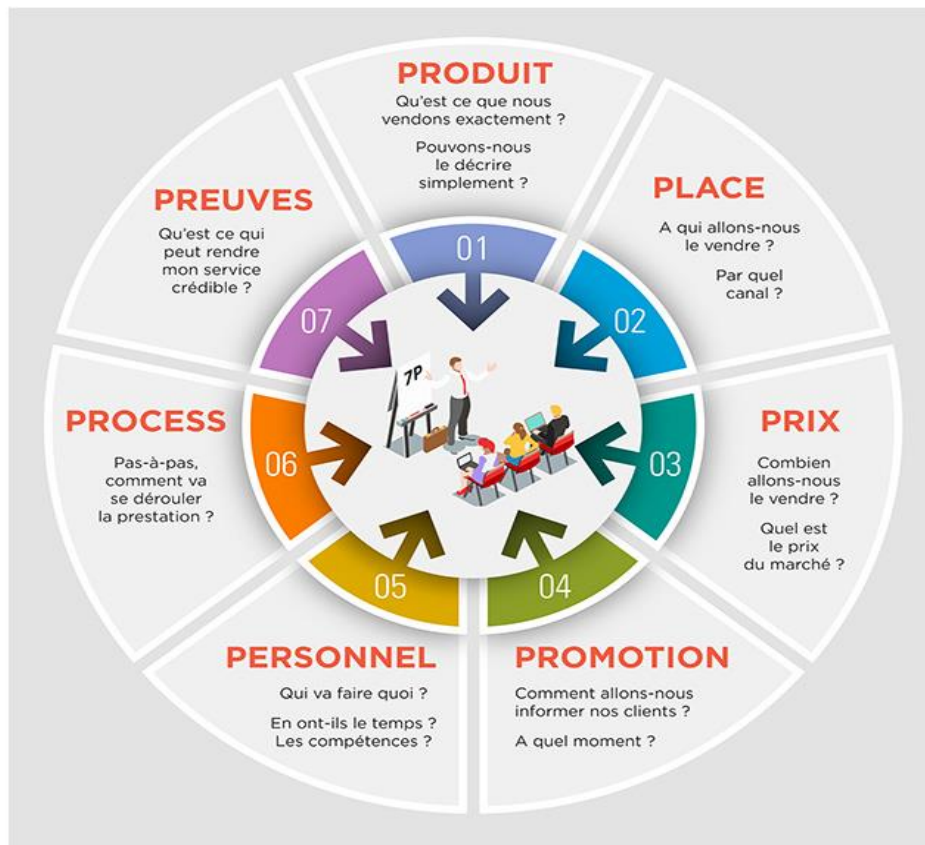 PRODUIT
Qu'est ce que nous
vendons exactement ?
Pouvons-nous
le décrire
simplement ?
01
PLACE
A qui allons-nous
le vendre ?
Par quel
canal ?
02
PRIX
Combien
allons-nous
le vendre ?
Quel est
le prix
du marché ?
03
PROMOTION
Comment allons-nous
informer nos clients ?
A quel moment ?
04
PERSONNEL
Qui va faire quoi ?
En ont-ils le temps ?
Les compétences ?
05
PROCESS
Pas-à-pas,
comment va
se dérouler
la prestation ?
06
PREUVES
Qu'est ce qui
peut rendre
mon service
crédible ?
07
7P